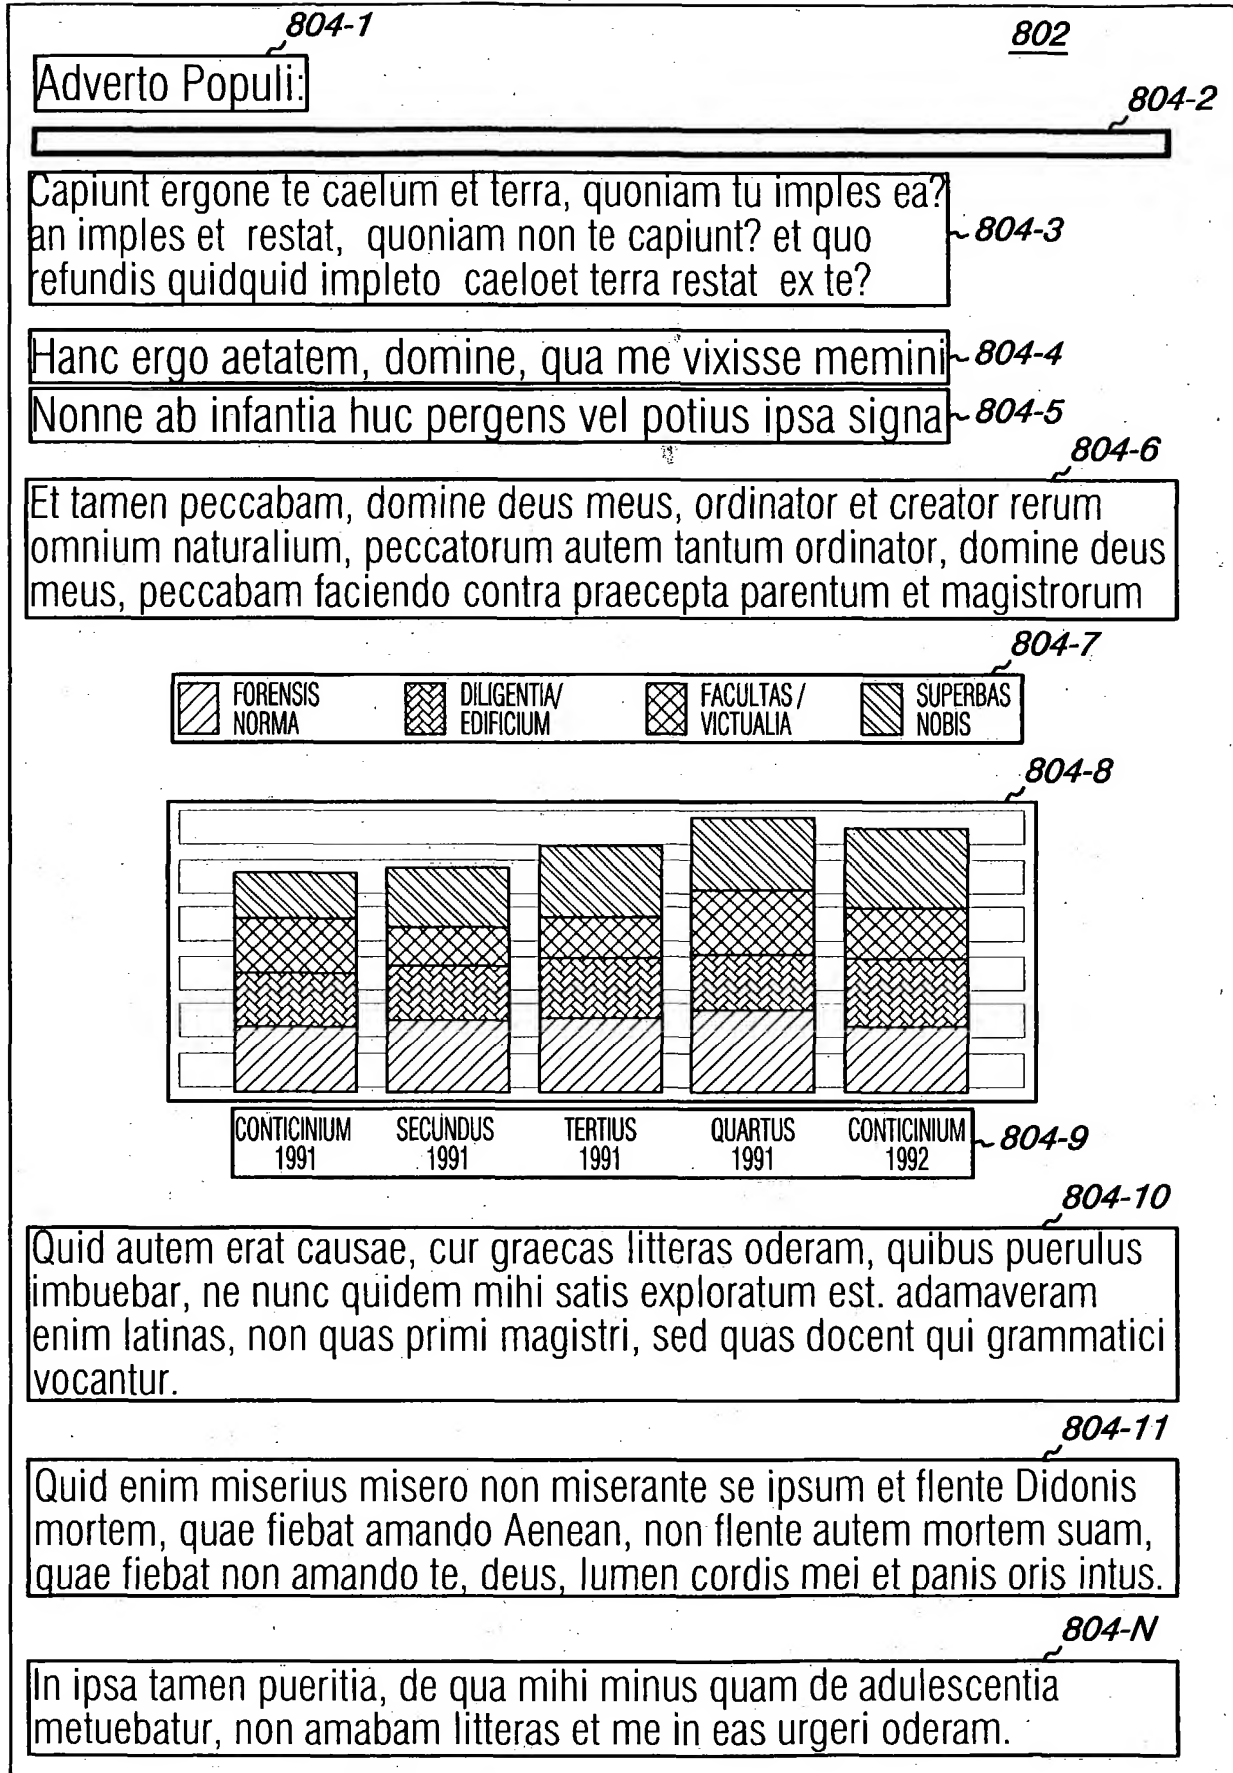 804-1
802
Adverto Populi:
804-2
Capiunt ergone te caelum et terra, quoniam tu imples ea?
an imples et restat, quoniam non te capiunt? et quo
refundis quidquid impleto caeloet terra restat ex te?
804-3
Hanc ergo aetatem, domine, qua me vixisse memini
804-4
Nonne ab infantia huc pergens vel potius ipsa signa
804-5
804-6
Et tamen peccabam, domine deus meus, ordinator et creator rerum
omnium naturalium, peccatorum autem tantum ordinator, domine deus
meus, peccabam faciendo contra praecepta parentum et magistrorum
804-7
FORENSIS
NORMA
DILIGENTIA/
EDIFICIUM
FACULTAS /
VICTUALIA
SUPERBAS
NOBIS
804-8
CONTICINIUM
1991
SECUNDUS
1991
TERTIUS
1991
QUARTUS
1991
CONTICINIUM
1992
804-9
804-10
Quid autem erat causae, cur graecas litteras oderam, quibus puerulus
imbuebar, ne nunc quidem mihi satis exploratum est. adamaveram
enim latinas, non quas primi magistri, sed quas docent qui grammatici
vocantur.
804-11
Quid enim miserius misero non miserante se ipsum et flente Didonis
mortem, quae fiebat amando Aenean, non flente autem mortem suam,
quae fiebat non amando te, deus, lumen cordis mei et panis oris intus.
804-N
In ipsa tamen pueritia, de qua mihi minus quam de adulescentia
metuebatur, non amabam litteras et me in eas urgeri oderam.